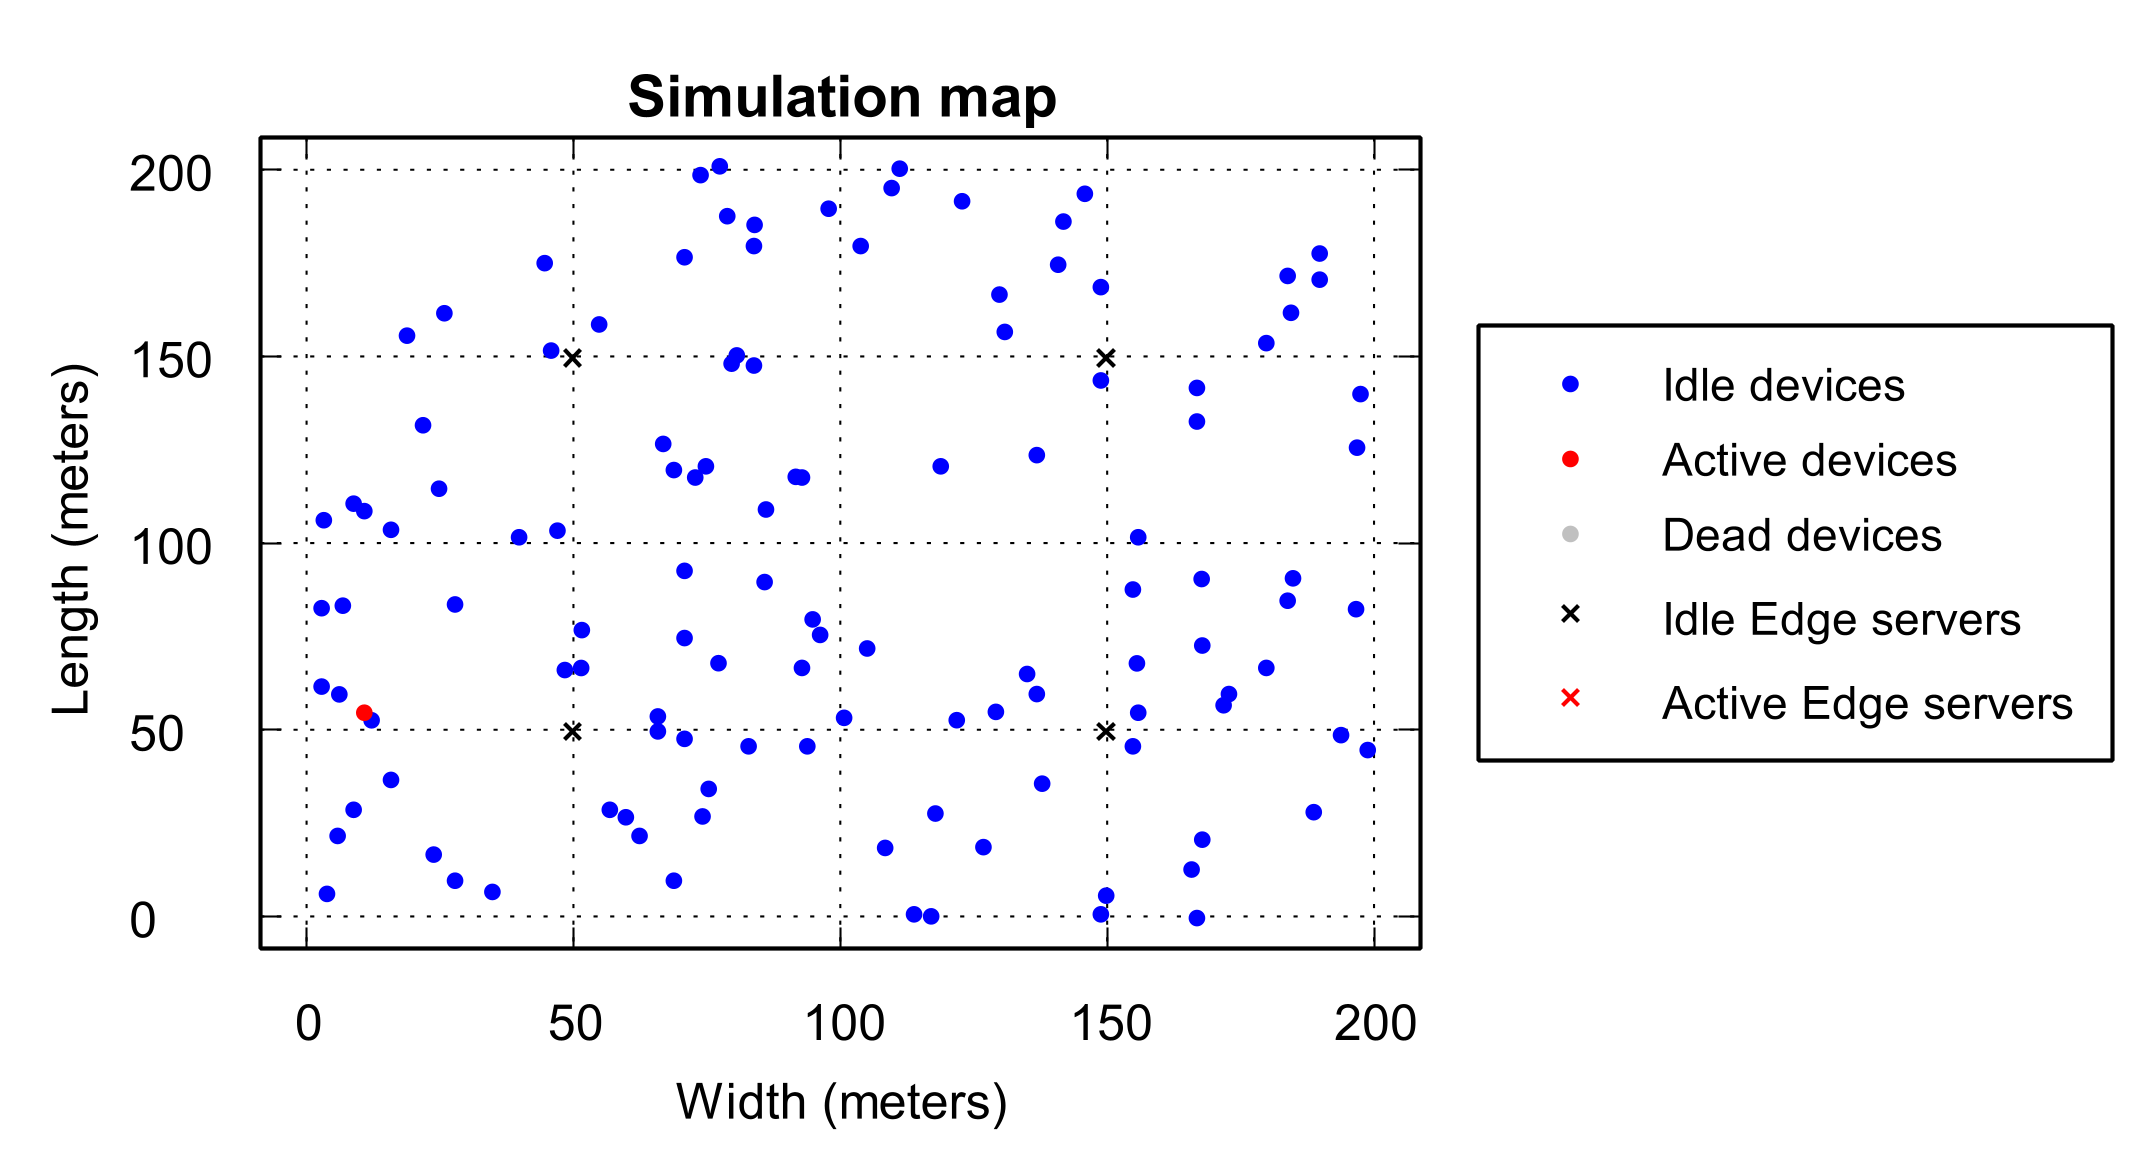 Simulation map
200
150
100
50
0
Length (meters)
0 50 100 150 200
Width (meters)
Idle devices
Active devices
Dead devices
Idle Edge servers
Active Edge servers